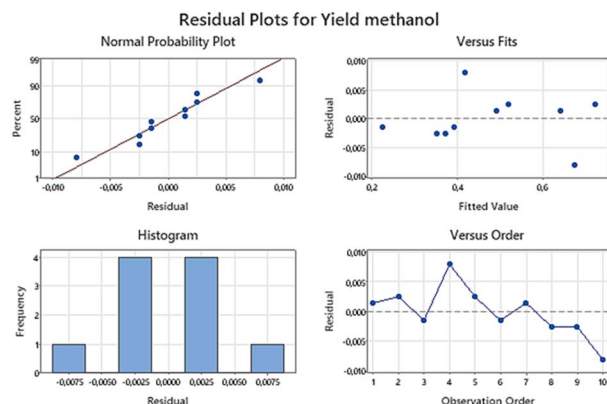 Residual Plots for Yield methanol
Normal Probability Plot
Versus Fits
99
90
50
10
1
Percent
-0,010 -0,005 0,000 0,005 0,010
Residual
0,010
0,005
0,000
-0,005
-0,010
Residual
0,2 0,4 0,6
Fitted Value
Histogram
Versus Order
4
3
2
1
0
Frequency
-0,0075 -0,0050 -0,0025 0,0000 0,0025 0,0050 0,0075
Residual
0,010
0,005
0,000
-0,005
-0,010
Residual
1 2 3 4 5 6 7 8 9 10
Observation Order